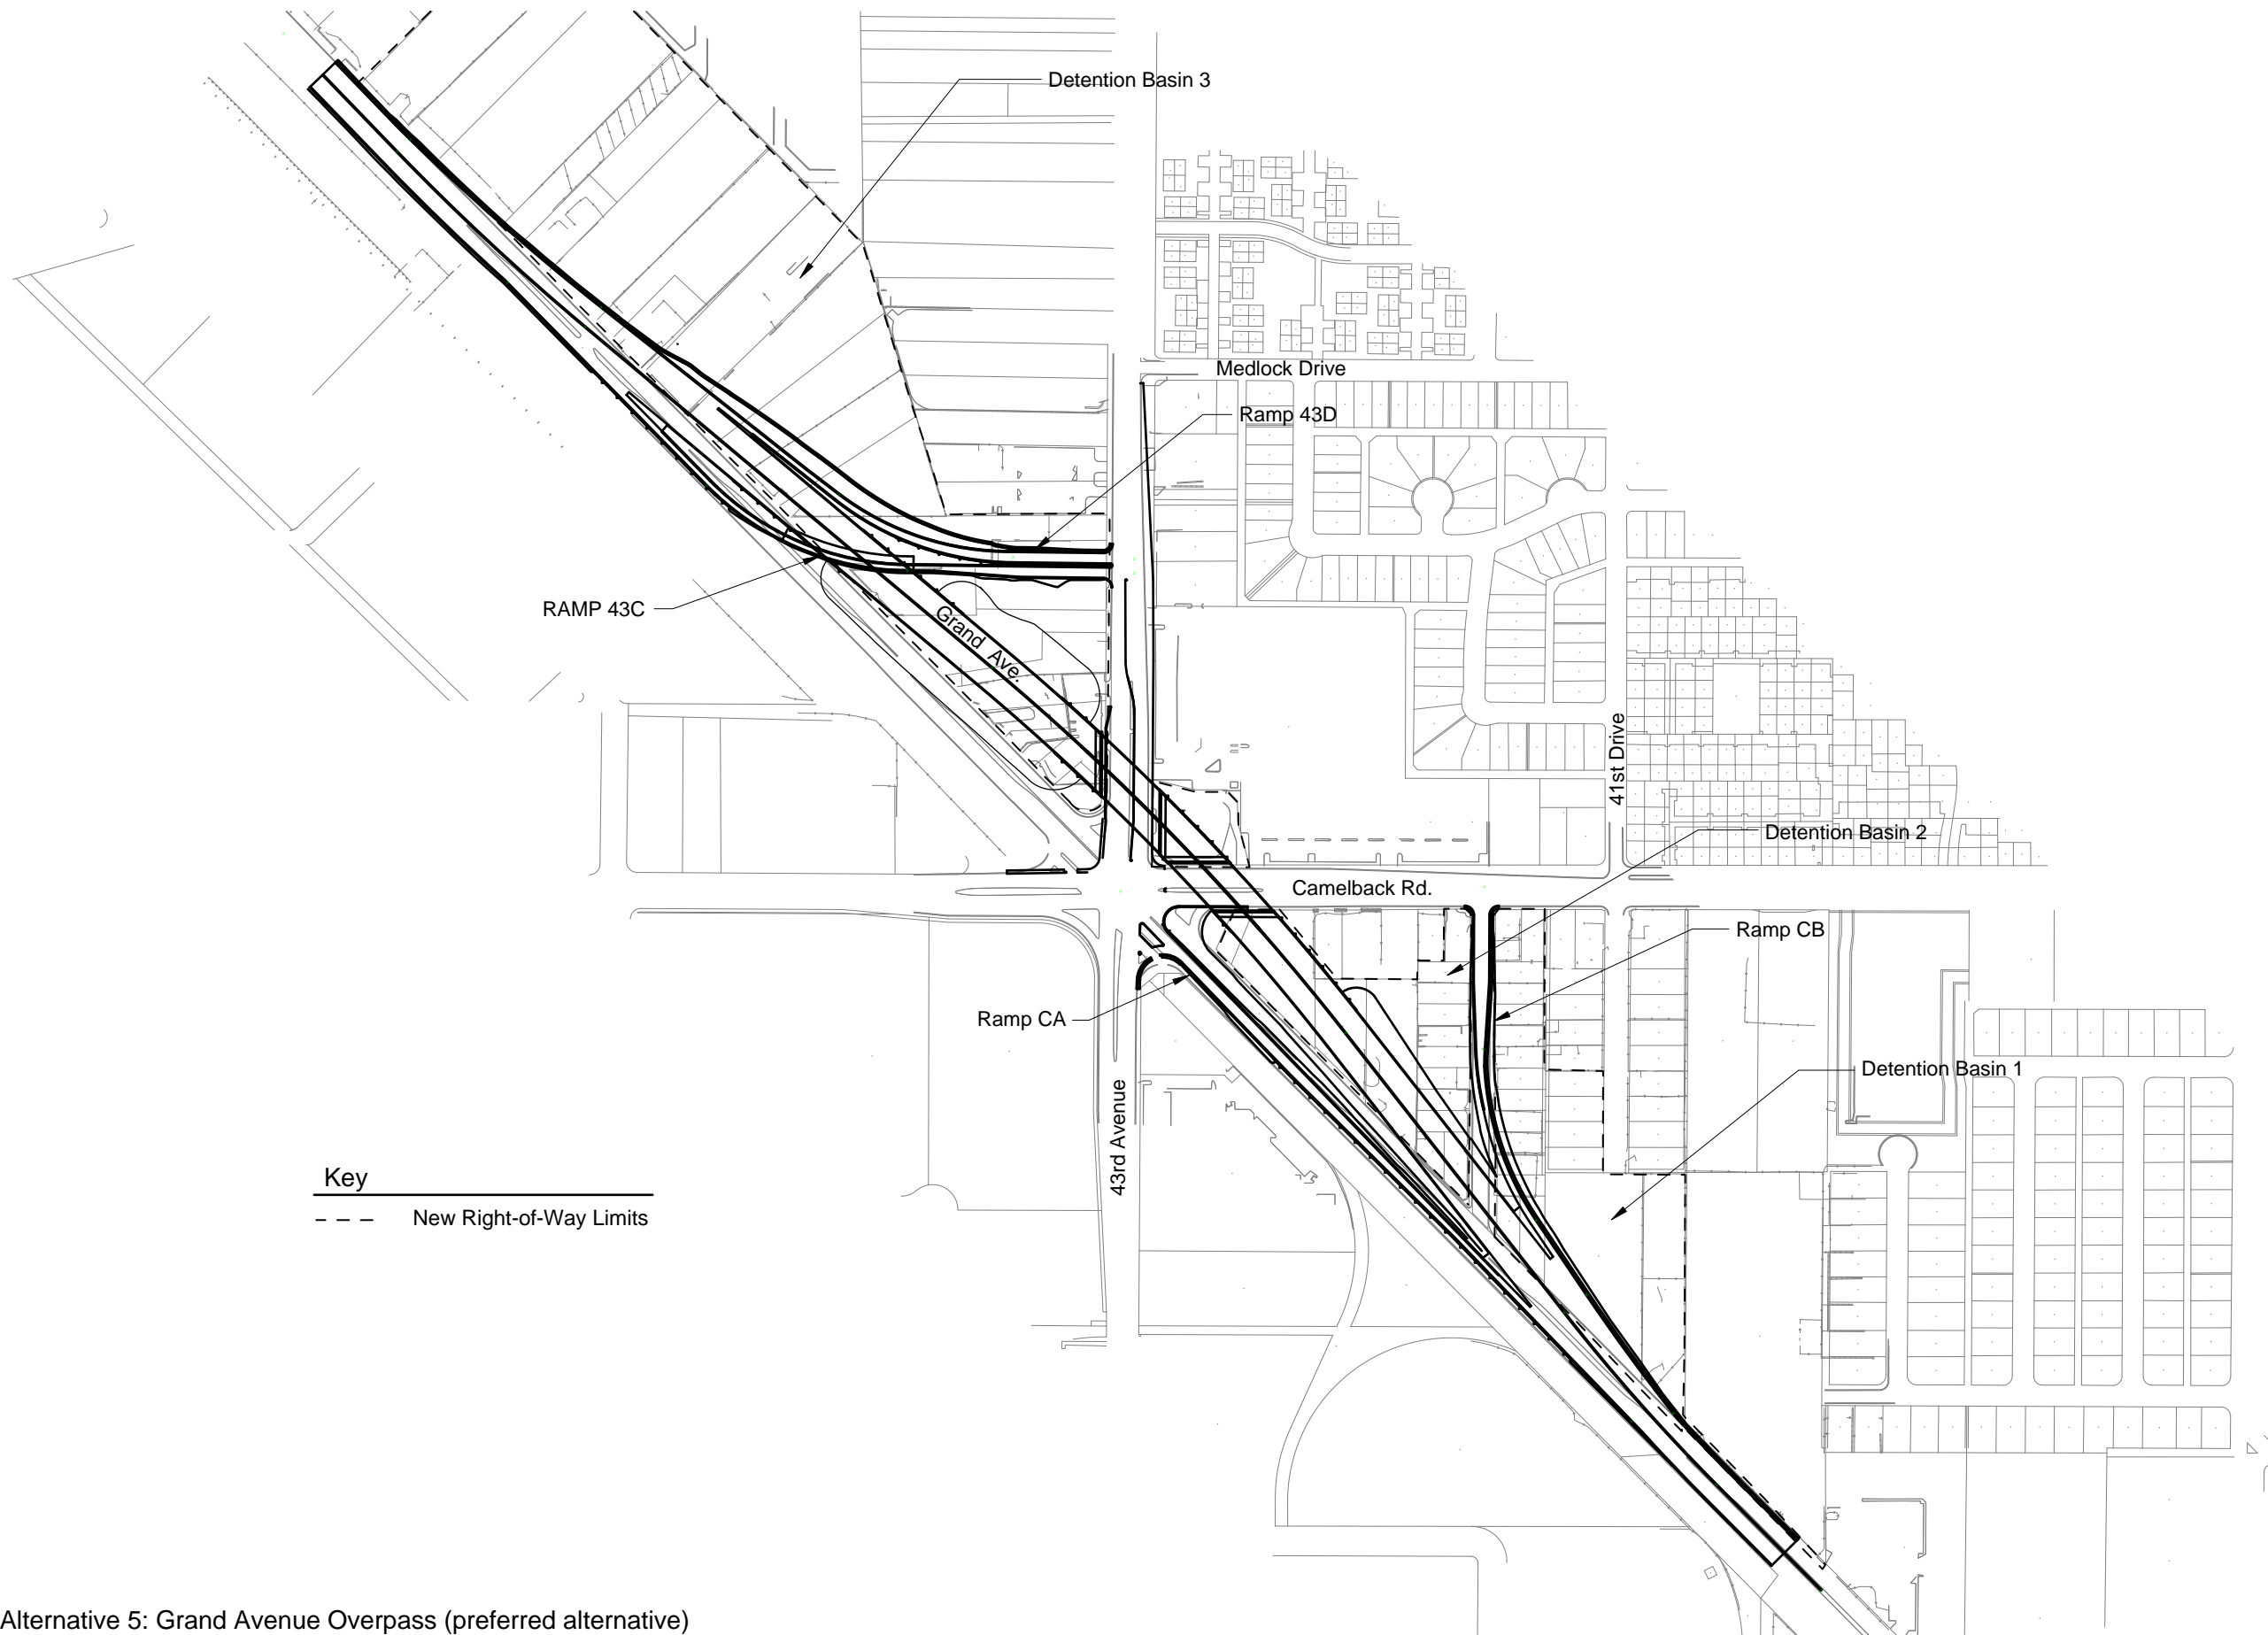 Detention Basin 3
Medlock Drive
Ramp 43D
RAMP 43C
Grand Ave.
41st Drive
Detention Basin 2
Camelback Rd.
Ramp CB
Ramp CA
Detention Basin 1
43rd Avenue
Key
New Right-of-Way Limits
Alternative 5: Grand Avenue Overpass (preferred alternative)